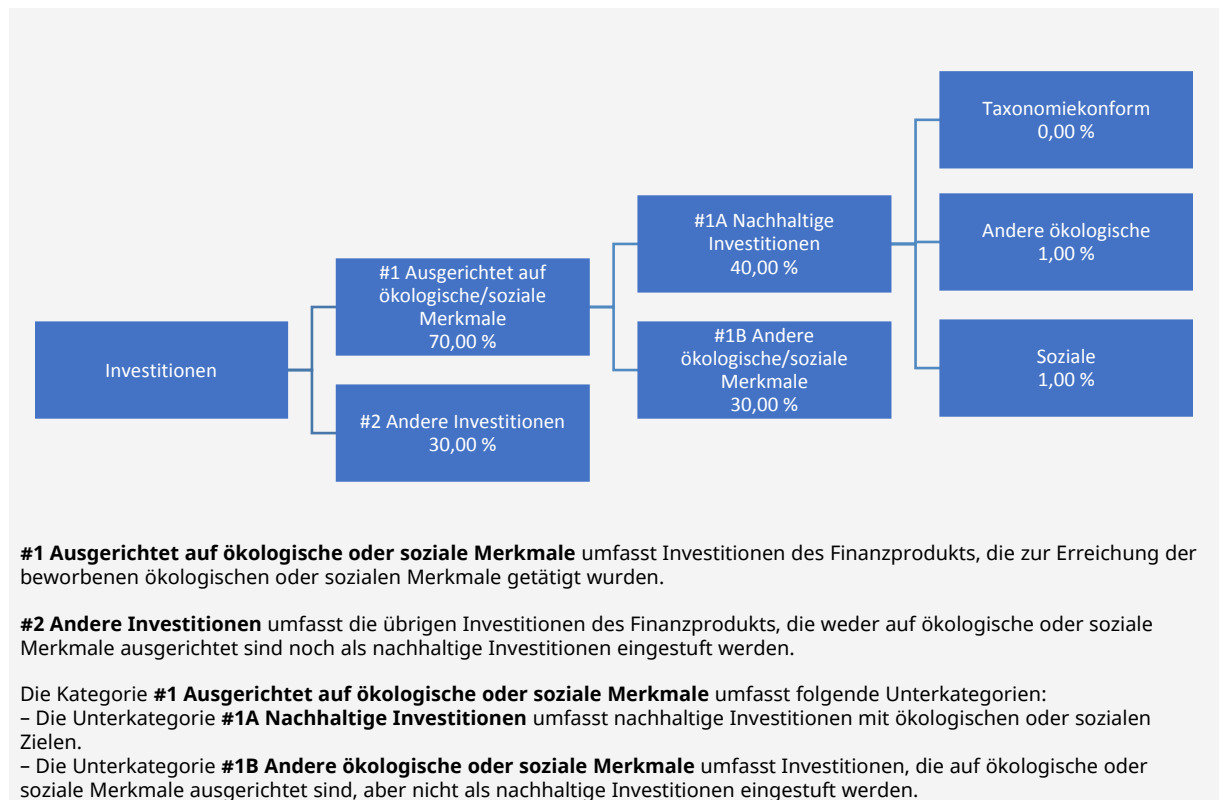 Investitionen
#1 Ausgerichtet auf
ökologische/soziale
Merkmale
70,00 %
#2 Andere Investitionen
30,00 %
#1A Nachhaltige
Investitionen
40,00 %
#1B Andere
ökologische/soziale
Merkmale
30,00 %
Taxonomiekonform
0,00 %
Andere ökologische
1,00 %
Soziale
1,00 %
#1 Ausgerichtet auf ökologische oder soziale Merkmale umfasst Investitionen des Finanzprodukts, die zur Erreichung der
beworbenen ökologischen oder sozialen Merkmale getätigt wurden.
#2 Andere Investitionen umfasst die übrigen Investitionen des Finanzprodukts, die weder auf ökologische oder soziale
Merkmale ausgerichtet sind noch als nachhaltige Investitionen eingestuft werden.
Die Kategorie #1 Ausgerichtet auf ökologische oder soziale Merkmale umfasst folgende Unterkategorien:
– Die Unterkategorie #1A Nachhaltige Investitionen umfasst nachhaltige Investitionen mit ökologischen oder sozialen
Zielen.
– Die Unterkategorie #1B Andere ökologische oder soziale Merkmale umfasst Investitionen, die auf ökologische oder
soziale Merkmale ausgerichtet sind, aber nicht als nachhaltige Investitionen eingestuft werden.